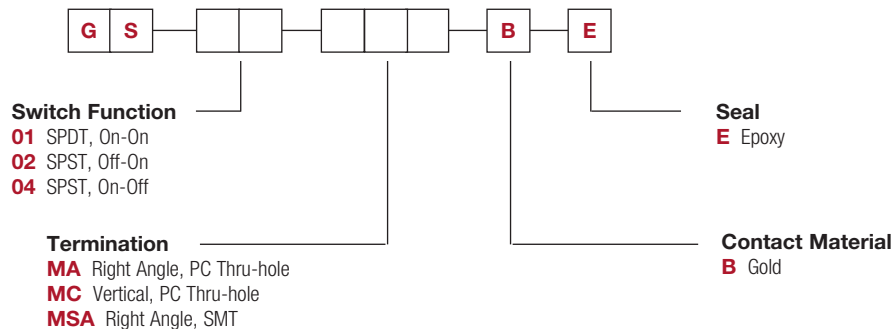 G S B E
Switch Function
01 SPDT, On-On
02 SPST, Off-On
04 SPST, On-Off
Seal
E Epoxy
Termination
MA Right Angle, PC Thru-hole
MC Vertical, PC Thru-hole
MSA Right Angle, SMT
Contact Material
B Gold